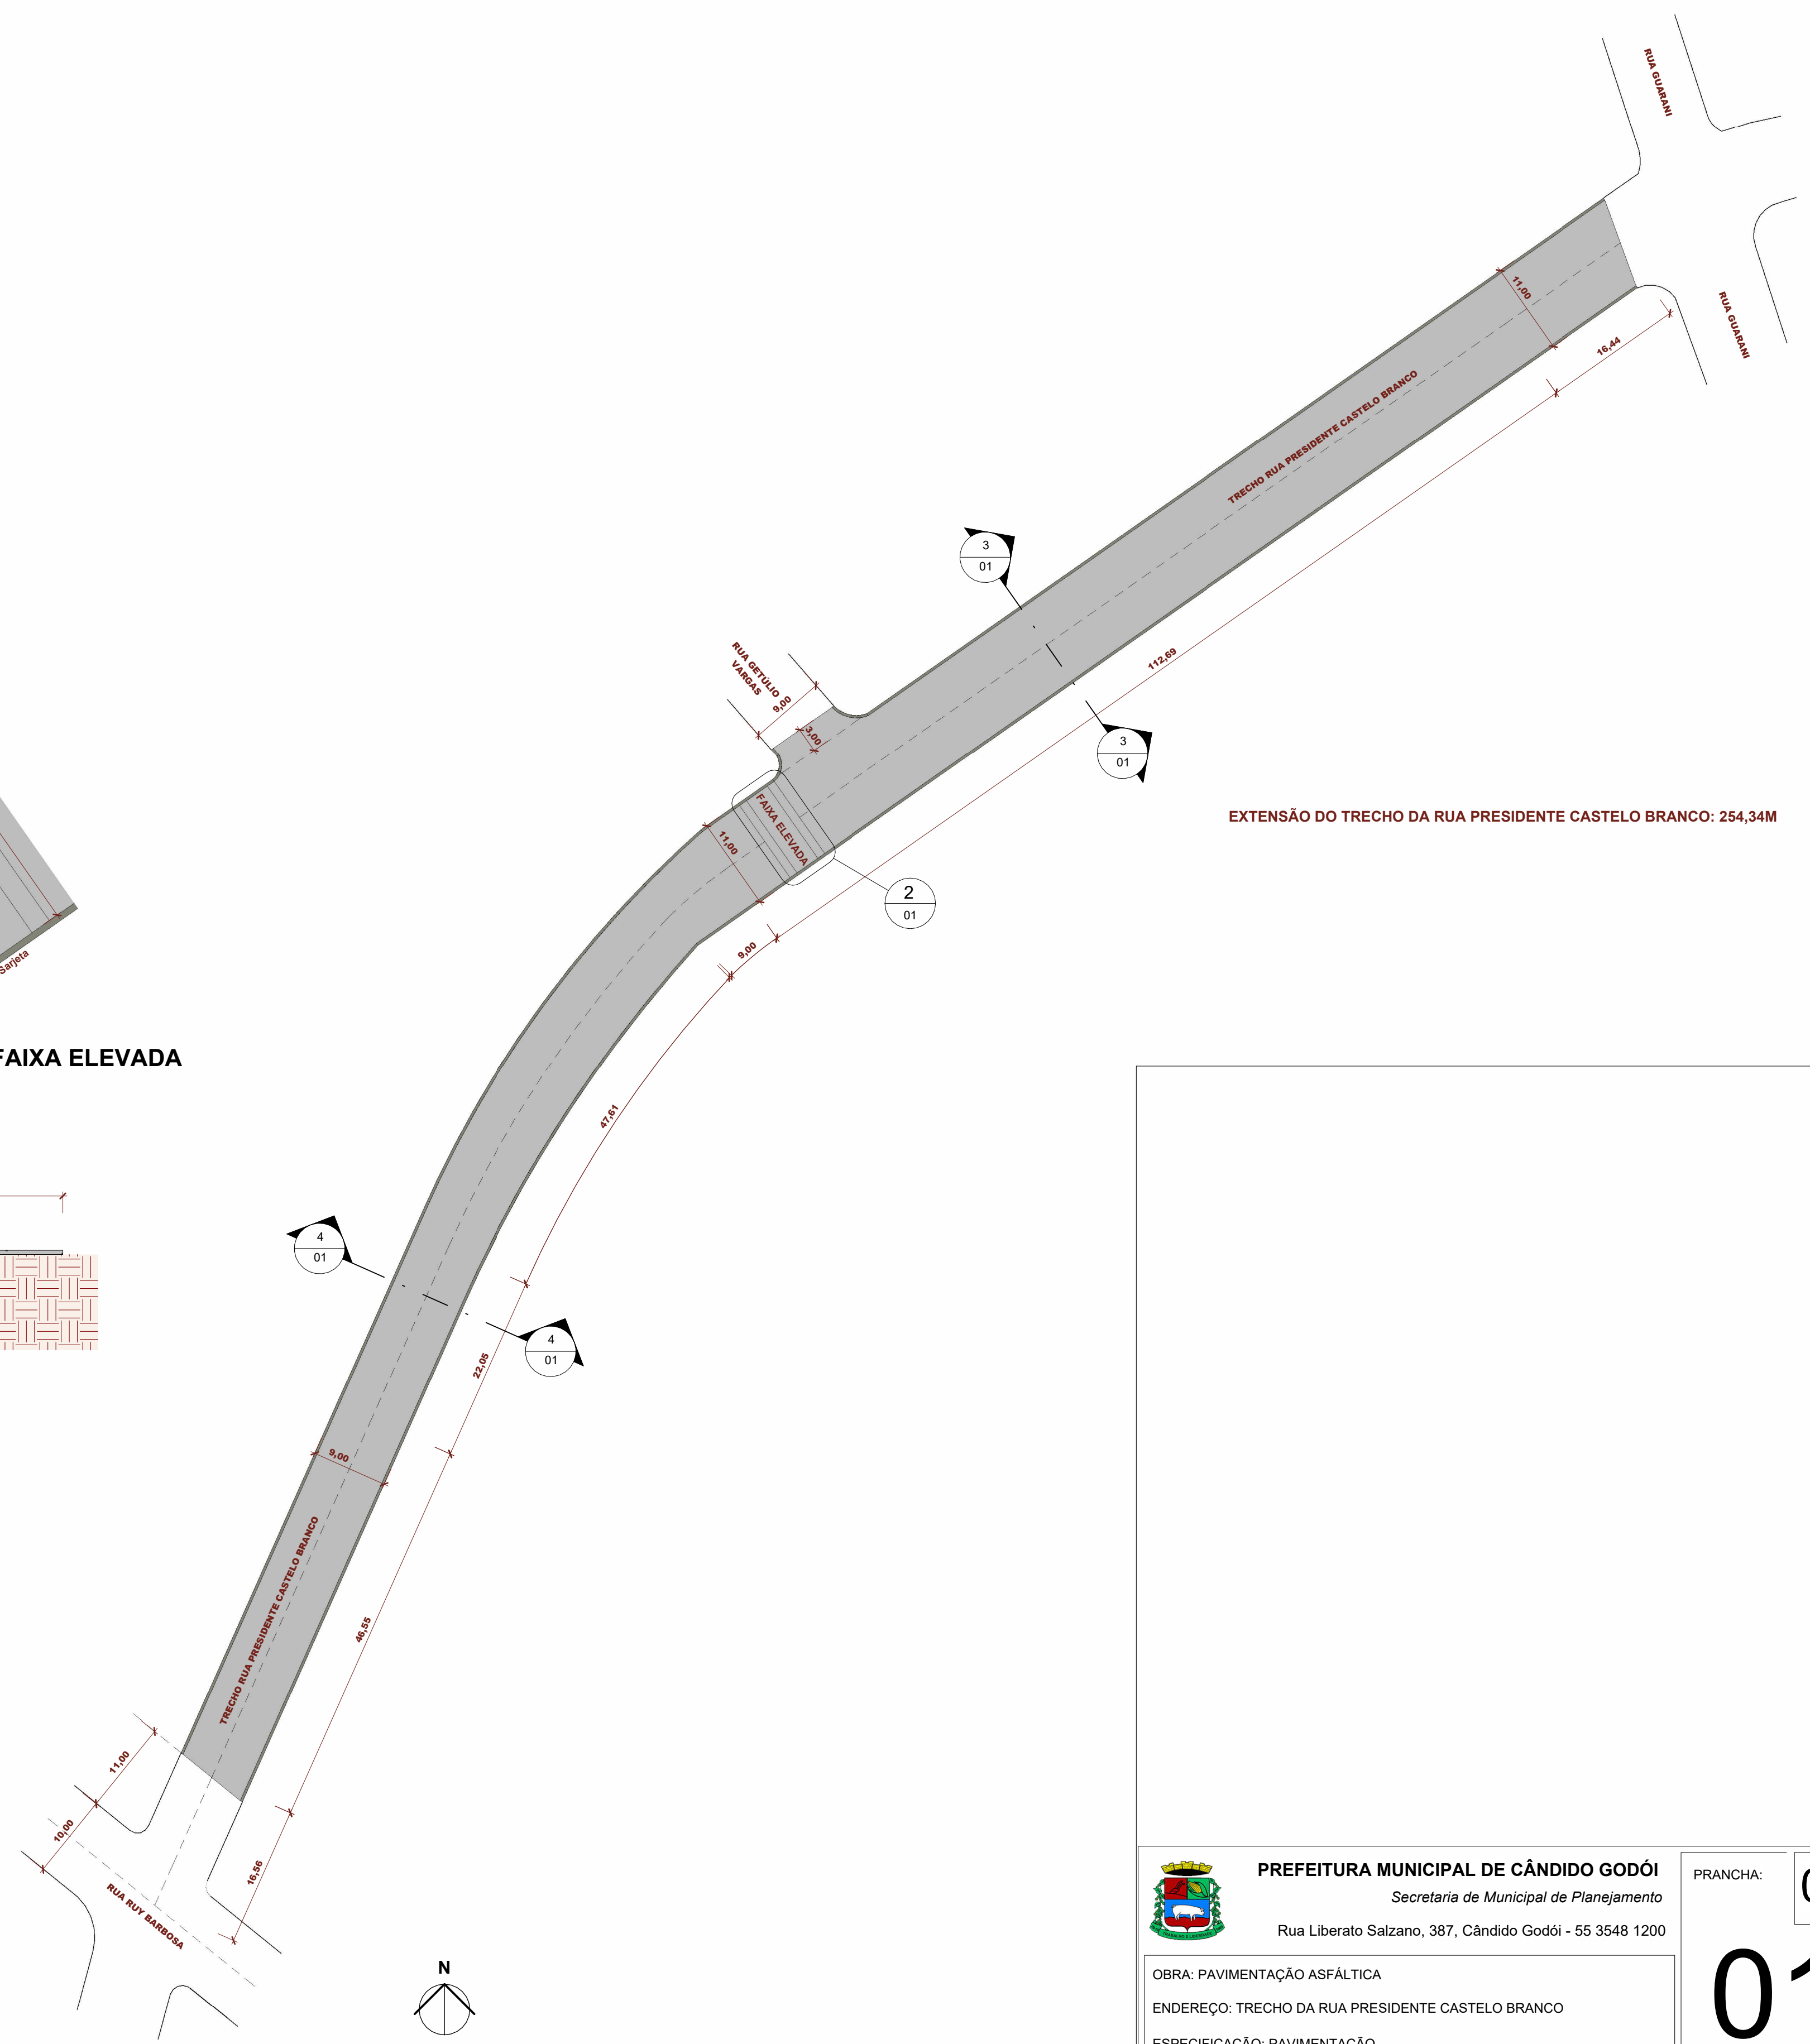 RUA GUARANI
11,00
RUA GUARANI
16,44
TRECHO RUA PRESIDENTE CASTELO BRANCO
3
01
RUA GETÚLIO
VARGAS
9,00
3,00
112,69
3
01
FAIXA ELEVADA
11,00
EXTENSÃO DO TRECHO DA RUA PRESIDENTE CASTELO BRANCO: 254,34M
2
01
9,00
Sarjeta
FAIXA ELEVADA
47,61
4
01
4
01
22,05
9,00
TRECHO RUA PRESIDENTE CASTELO BRANCO
46,55
11,00
10,00
16,56
RUA RUY BARBOSA
N
PREFEITURA MUNICIPAL DE CÂNDIDO GODÓI
Secretaria de Municipal de Planejamento
Rua Liberato Salzano, 387, Cândido Godói - 55 3548 1200
PRANCHA:
01
OBRA: PAVIMENTAÇÃO ASFÁLTICA
ENDEREÇO: TRECHO DA RUA PRESIDENTE CASTELO BRANCO
ESPECIFICAÇÃO: PAVIMENTAÇÃO